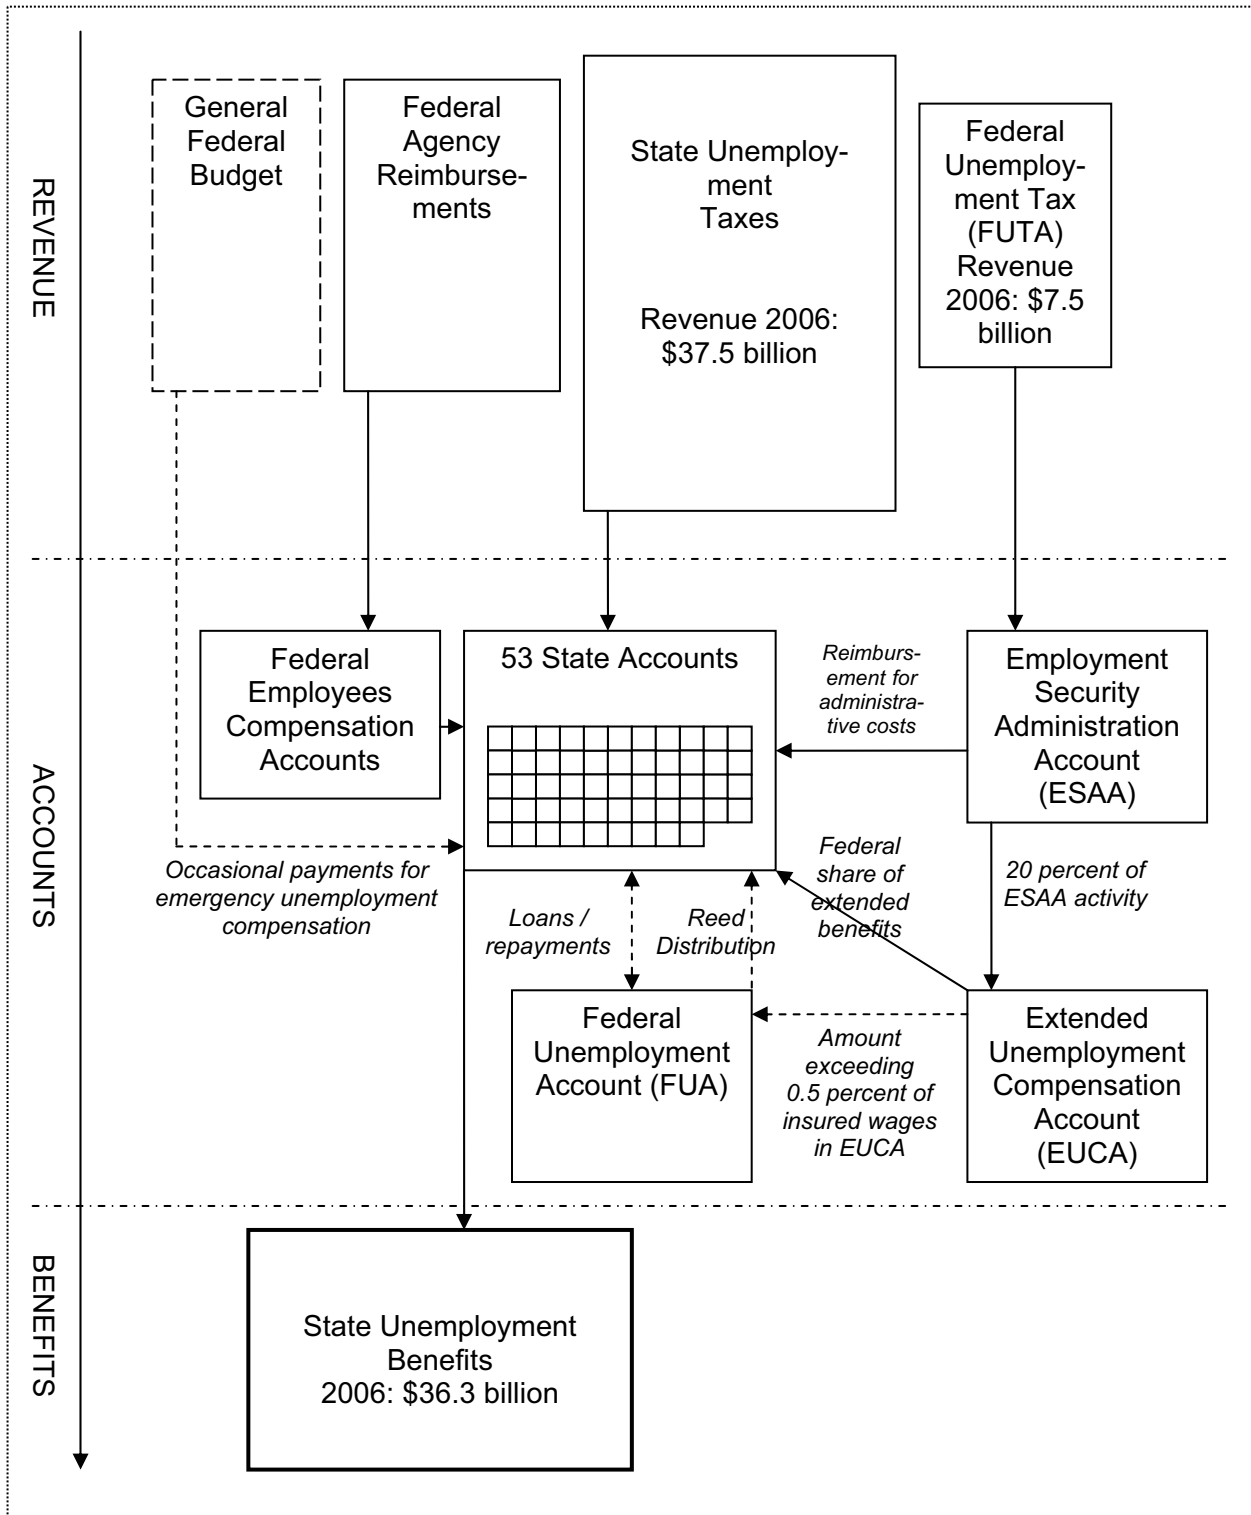 REVENUE
General
Federal
Budget
Federal
Agency
Reimburse-
ments
State Unemploy-
ment
Taxes
Revenue 2006:
$37.5 billion
Federal
Unemploy-
ment Tax
(FUTA)
Revenue
2006: $7.5
billion
ACCOUNTS
Federal
Employees
Compensation
Accounts
53 State Accounts
Reimburs-
ement for
administra-
tive costs
Employment
Security
Administration
Account
(ESAA)
Occasional payments for
emergency unemployment
compensation
Loans /
repayments
Reed
Distribution
Federal
share of
extended
benefits
20 percent of
ESAA activity
Federal
Unemployment
Account (FUA)
Amount
exceeding
0.5 percent of
insured wages
in EUCA
Extended
Unemployment
Compensation
Account
(EUCA)
BENEFITS
State Unemployment
Benefits
2006: $36.3 billion